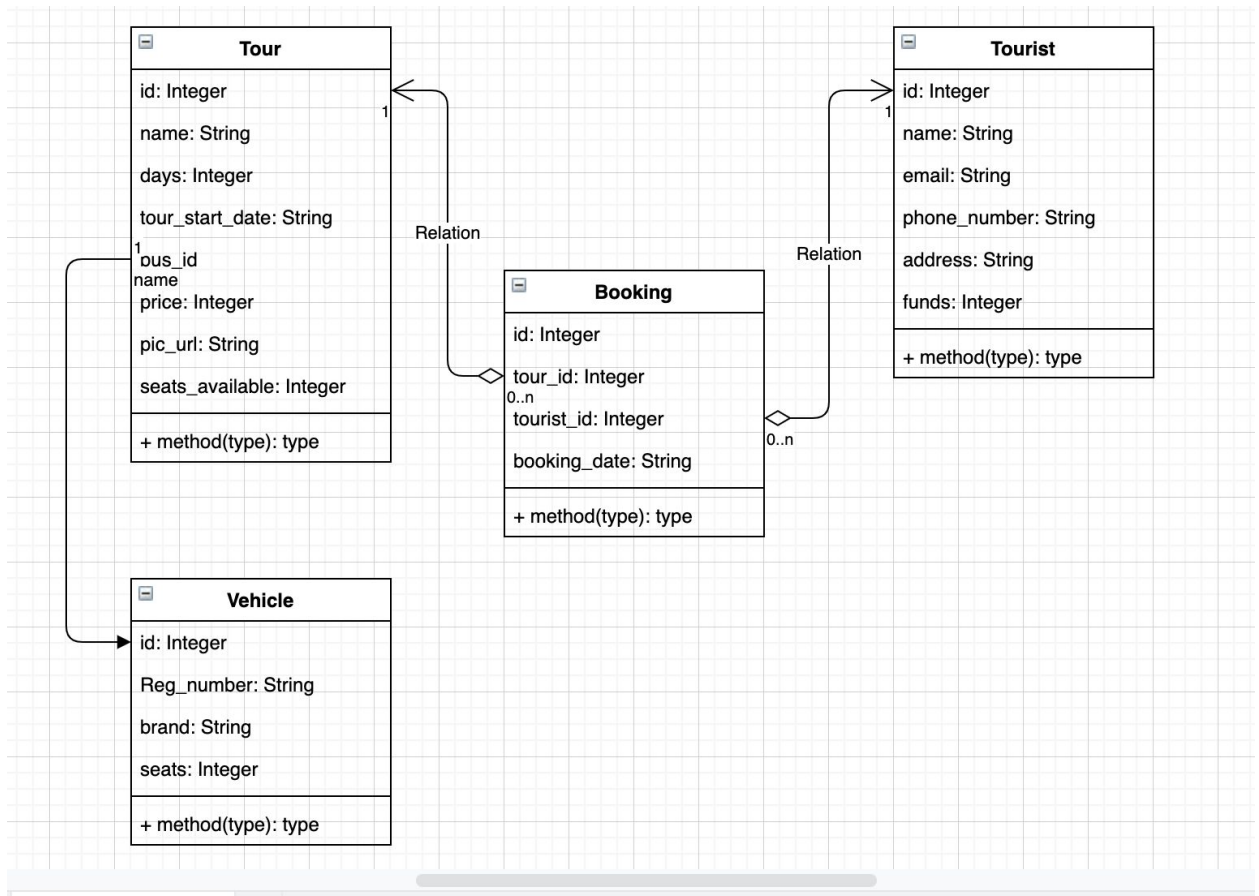 Tour
id: Integer
1
name: String
days: Integer
tour_start_date: String
1
bus_id
name
price: Integer
pic_url: String
seats_available: Integer
+ method(type): type
Relation
Relation
Tourist
id: Integer
1
name: String
email: String
phone_number: String
address: String
funds: Integer
+ method(type): type
Booking
id: Integer
tour_id: Integer
0..n
tourist_id: Integer
0..n
booking_date: String
+ method(type): type
Vehicle
id: Integer
Reg_number: String
brand: String
seats: Integer
+ method(type): type